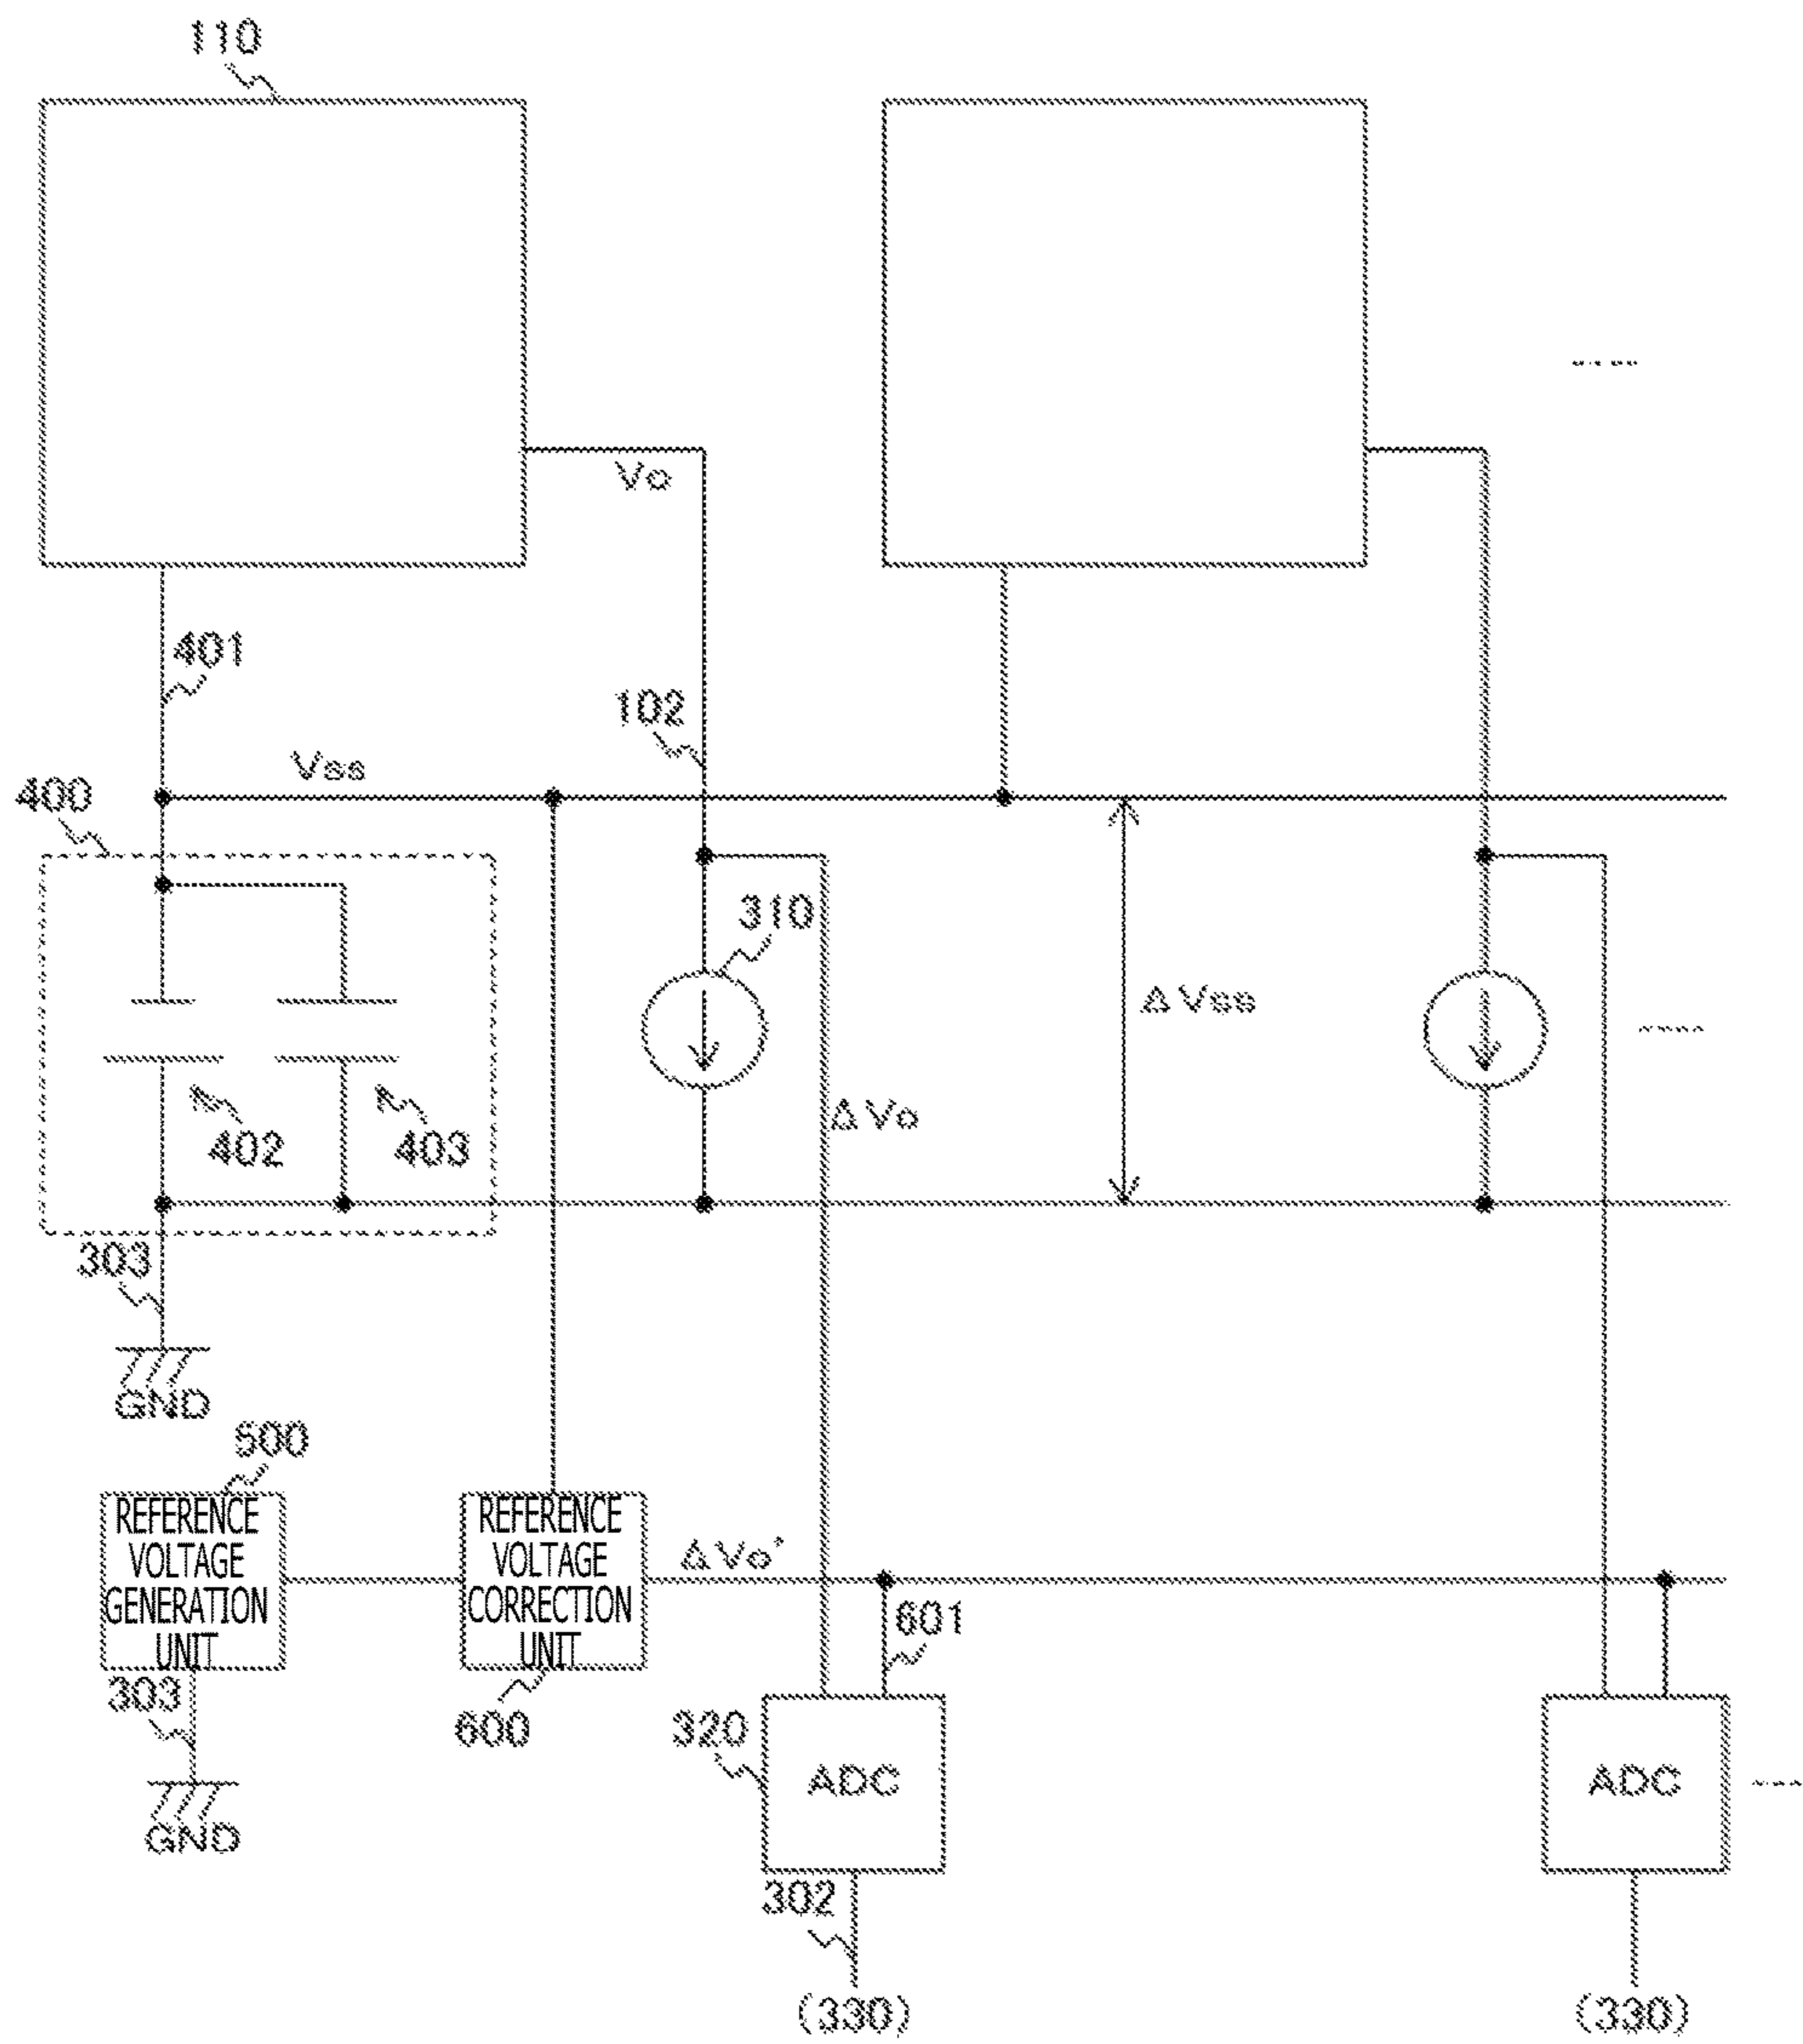 110
Vo
401
102
Vss
400
310
ΔVss
ΔVo
402
403
303
GND
500
REFERENCE
VOLTAGE
GENERATION
UNIT
REFERENCE
VOLTAGE
CORRECTION
UNIT
ΔVo'
601
303
600
320
ADC
ADC
GND
302
(330)
(330)